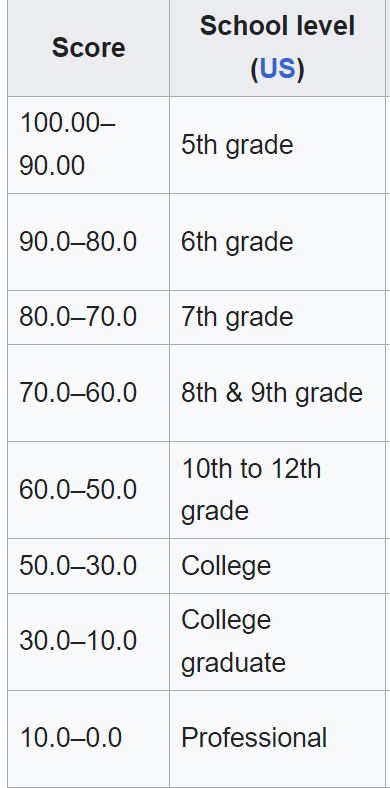 Score
School level
(US)
100.00–
90.00
5th grade
90.0–80.0
6th grade
80.0–70.0
7th grade
70.0–60.0
8th & 9th grade
60.0–50.0
10th to 12th
grade
50.0–30.0
College
30.0–10.0
College
graduate
10.0–0.0
Professional